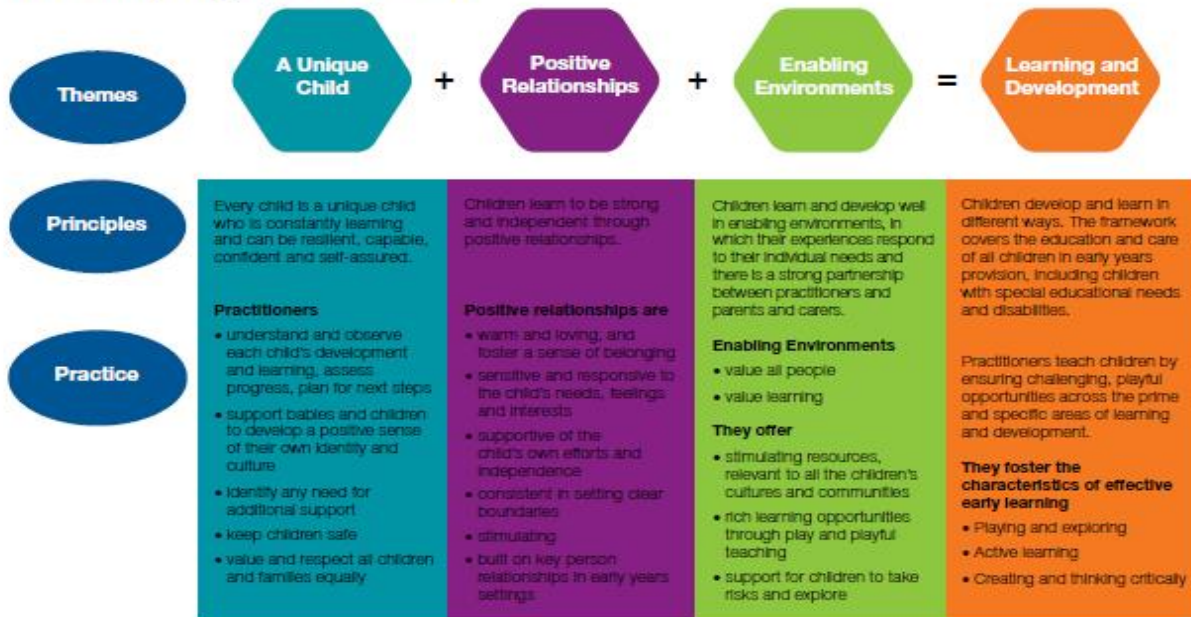 Themes
A Unique
Child
+
Positive
Relationships
+
Enabling
Environments
=
Learning and
Development
Principles
Every child is a unique child
who is constantly learning
and can be resilient, capable,
confident and self-assured.
Children learn to be strong
and independent through
positive relationships.
Children learn and develop well
in enabling environments, in
which their experiences respond
to their individual needs and
there is a strong partnership
between practitioners and
parents and carers.
Children develop and learn in
different ways. The framework
covers the education and care
of all children in early years
provision, including children
with special educational needs
and disabilities.
Practice
Practitioners
• understand and observe
each child's development
and learning, assess
progress, plan for next steps
• support babies and children
to develop a positive sense
of their own identity and
culture
• identify any need for
additional support
• keep children safe
• value and respect all children
and families equally
Positive relationships are
• warm and loving, and
foster a sense of belonging
• sensitive and responsive to
the child's needs, feelings
and interests
• supportive of the
child's own efforts and
independence
• consistent in setting clear
boundaries
• stimulating
• built on key person
relationships in early years
settings
Enabling Environments
• value all people
• value learning
They offer
• stimulating resources,
relevant to all the children's
cultures and communities
• rich learning opportunities
through play and playful
teaching
• support for children to take
risks and explore
Practitioners teach children by
ensuring challenging, playful
opportunities across the prime
and specific areas of learning
and development.
They foster the
characteristics of effective
early learning
• Playing and exploring
• Active learning
• Creating and thinking critically